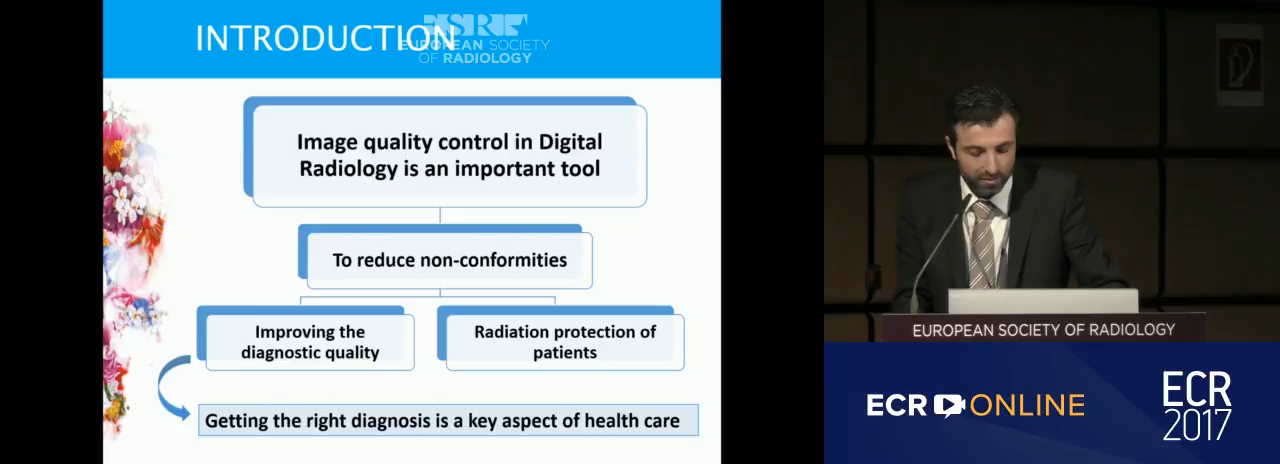 INTRODUCTION
ESR
EUROPEAN SOCIETY
OF RADIOLOGY
Image quality control in Digital
Radiology is an important tool
To reduce non-conformities
Improving the
diagnostic quality
Radiation protection of
patients
Getting the right diagnosis is a key aspect of health care
EUROPEAN SOCIETY OF RADIOLOGY
ECR ONLINE
ECR
2017